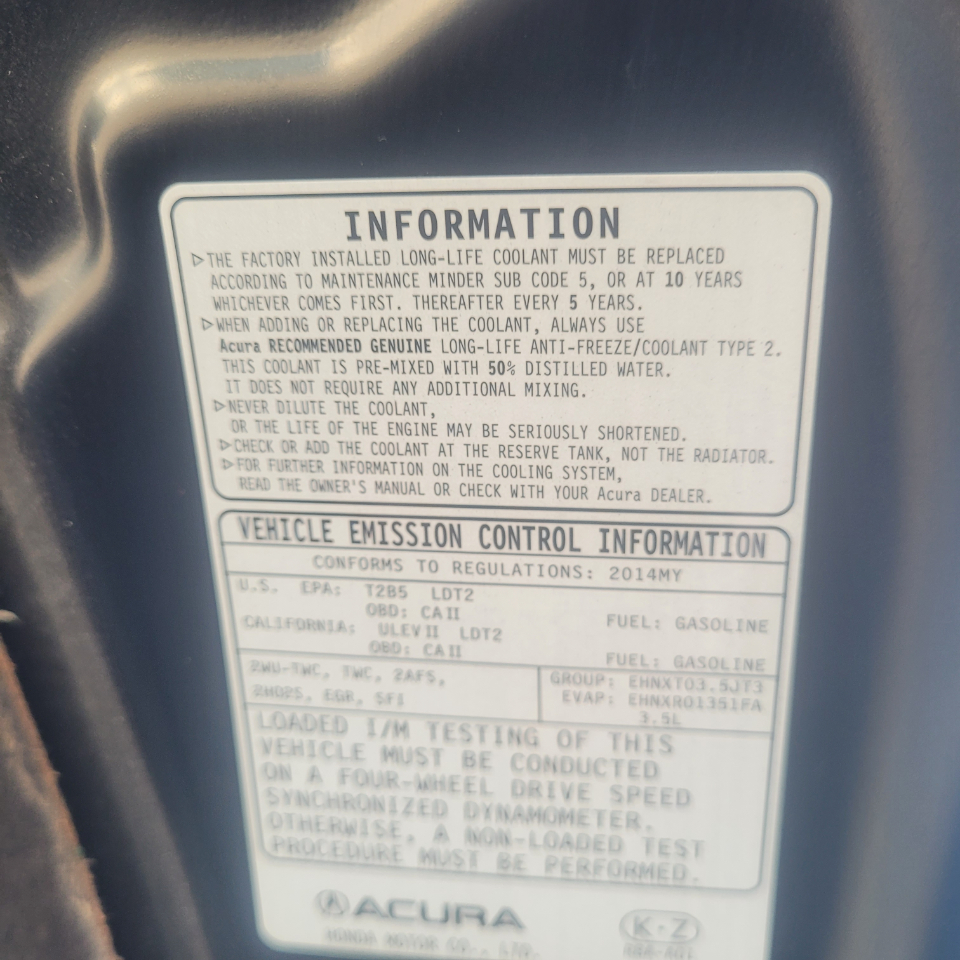 INFORMATION
▷THE FACTORY INSTALLED LONG-LIFE COOLANT MUST BE REPLACED
ACCORDING TO MAINTENANCE MINDER SUB CODE 5, OR AT 10 YEARS
WHICHEVER COMES FIRST. THEREAFTER EVERY 5 YEARS.
▷WHEN ADDING OR REPLACING THE COOLANT, ALWAYS USE
Acura RECOMMENDED GENUINE LONG-LIFE ANTI-FREEZE/COOLANT TYPE 2.
THIS COOLANT IS PRE-MIXED WITH 50% DISTILLED WATER.
IT DOES NOT REQUIRE ANY ADDITIONAL MIXING.
▷NEVER DILUTE THE COOLANT,
OR THE LIFE OF THE ENGINE MAY BE SERIOUSLY SHORTENED.
▷CHECK OR ADD THE COOLANT AT THE RESERVE TANK, NOT THE RADIATOR.
▷FOR FURTHER INFORMATION ON THE COOLING SYSTEM,
READ THE OWNER'S MANUAL OR CHECK WITH YOUR Acura DEALER.
VEHICLE EMISSION CONTROL INFORMATION
CONFORMS TO REGULATIONS: 2014MY
U.S. EPA: T2B5 LDT2
OBD: CAII FUEL: GASOLINE
CALIFORNIA: ULEVII LDT2
OBD: CAII FUEL: GASOLINE
2WU-TWC, TWC, 2AFS,
2HO2S, EGR, SFI
GROUP: EHNXT03.5JT3
EVAP: EHNXR01351FA
3.5L
LOADED I/M TESTING OF THIS
VEHICLE MUST BE CONDUCTED
ON A FOUR-WHEEL DRIVE SPEED
SYNCHRONIZED DYNAMOMETER.
OTHERWISE, A NON-LOADED TEST
PROCEDURE MUST BE PERFORMED.
ACURA
HONDA MOTOR CO., LTD.
K·Z